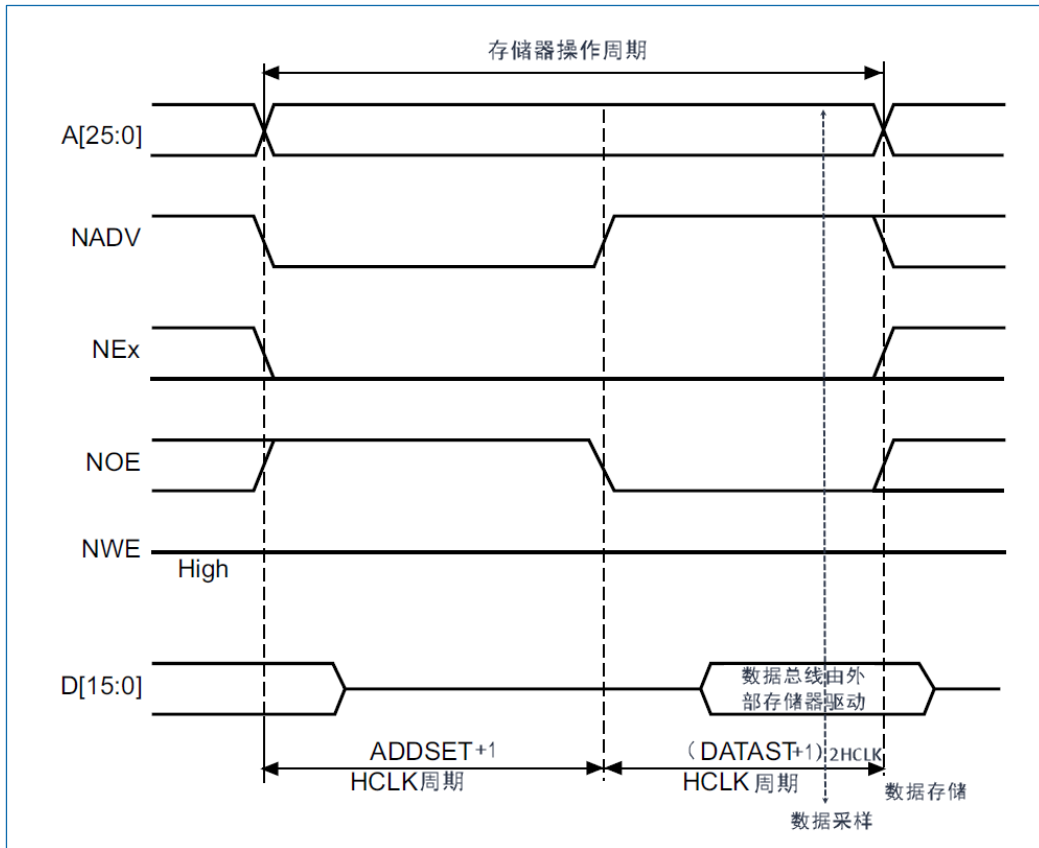 存储器操作周期
A[25:0]
NADV
NEx
NOE
NWE
High
D[15:0]
数据总线由外
部存储器驱动
ADDSET+1
HCLK周期
（DATAST+1）2HCLK
HCLK周期
数据存储
数据采样